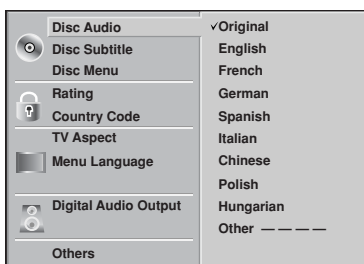 Disc Audio
Disc Subtitle
Disc Menu
Rating
Country Code
TV Aspect
Menu Language
Digital Audio Output
Others
✓Original
English
French
German
Spanish
Italian
Chinese
Polish
Hungarian
Other — — — —